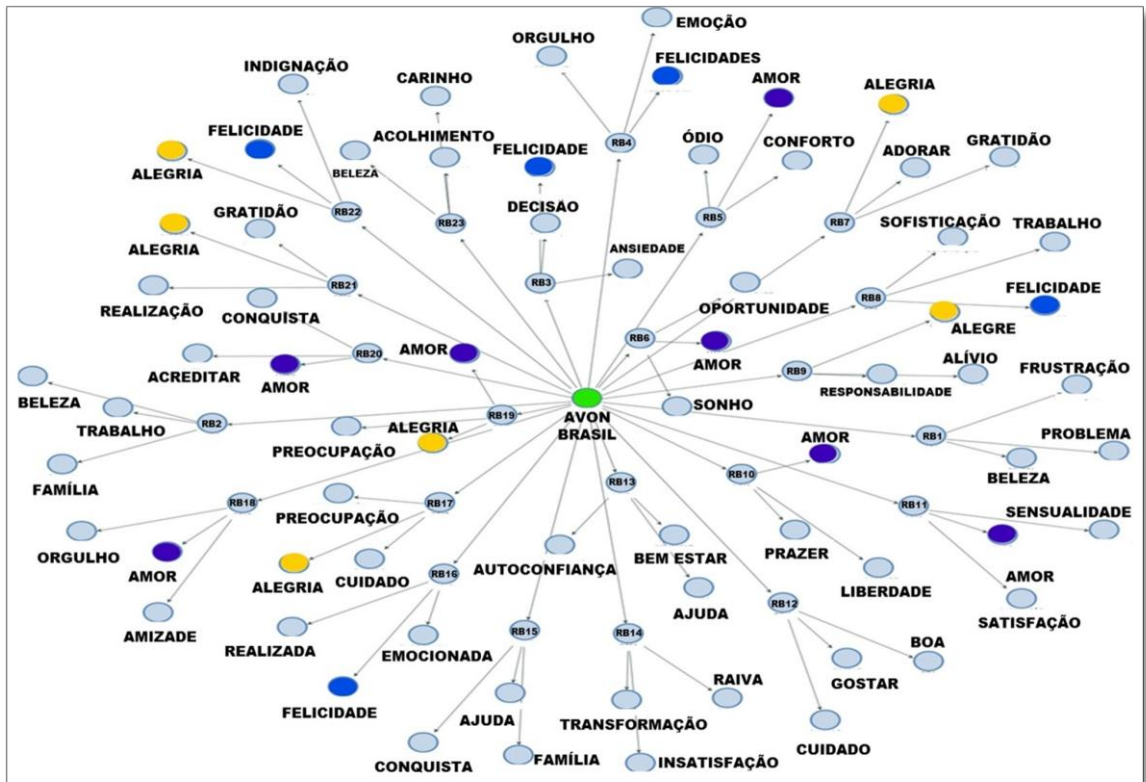 EMOÇÃO
ORGULHO
INDIGNAÇÃO
CARINHO
FELICIDADES
AMOR
ALEGRIA
FELICIDADE
ACOLHIMENTO
FELICIDADE
ÓDIO
CONFORTO
GRATIDÃO
RB4
ALEGRIA
BELEZA
ADORAR
GRATIDÃO
RB22
RB23
DECISÃO
RB5
RB7
SOFISTICAÇÃO
TRABALHO
ALEGRIA
ANSIEDADE
REALIZAÇÃO
RB21
RB3
OPORTUNIDADE
RB8
FELICIDADE
CONQUISTA
ALEGRE
RB6
AMOR
RB20
AMOR
ALÍVIO
FRUSTRAÇÃO
ACREDITAR
AMOR
RB9
RESPONSABILIDADE
BELEZA
TRABALHO
RB2
ALEGRIA
RB19
AVON
BRASIL
SONHO
RB1
PROBLEMA
PREOCUPAÇÃO
AMOR
BELEZA
FAMÍLIA
RB18
RB17
RB13
RB10
RB11
SENSUALIDADE
PREOCUPAÇÃO
ORGULHO
AMOR
ALEGRIA
CUIDADO
AUTOCONFIANÇA
BEM ESTAR
PRAZER
AMOR
RB16
AJUDA
LIBERDADE
SATISFAÇÃO
AMIZADE
REALIZADA
EMOCIONADA
RB15
RB14
RB12
BOA
GOSTAR
FELICIDADE
AJUDA
TRANSFORMAÇÃO
RAIVA
CONQUISTA
FAMÍLIA
INSATISFAÇÃO
CUIDADO